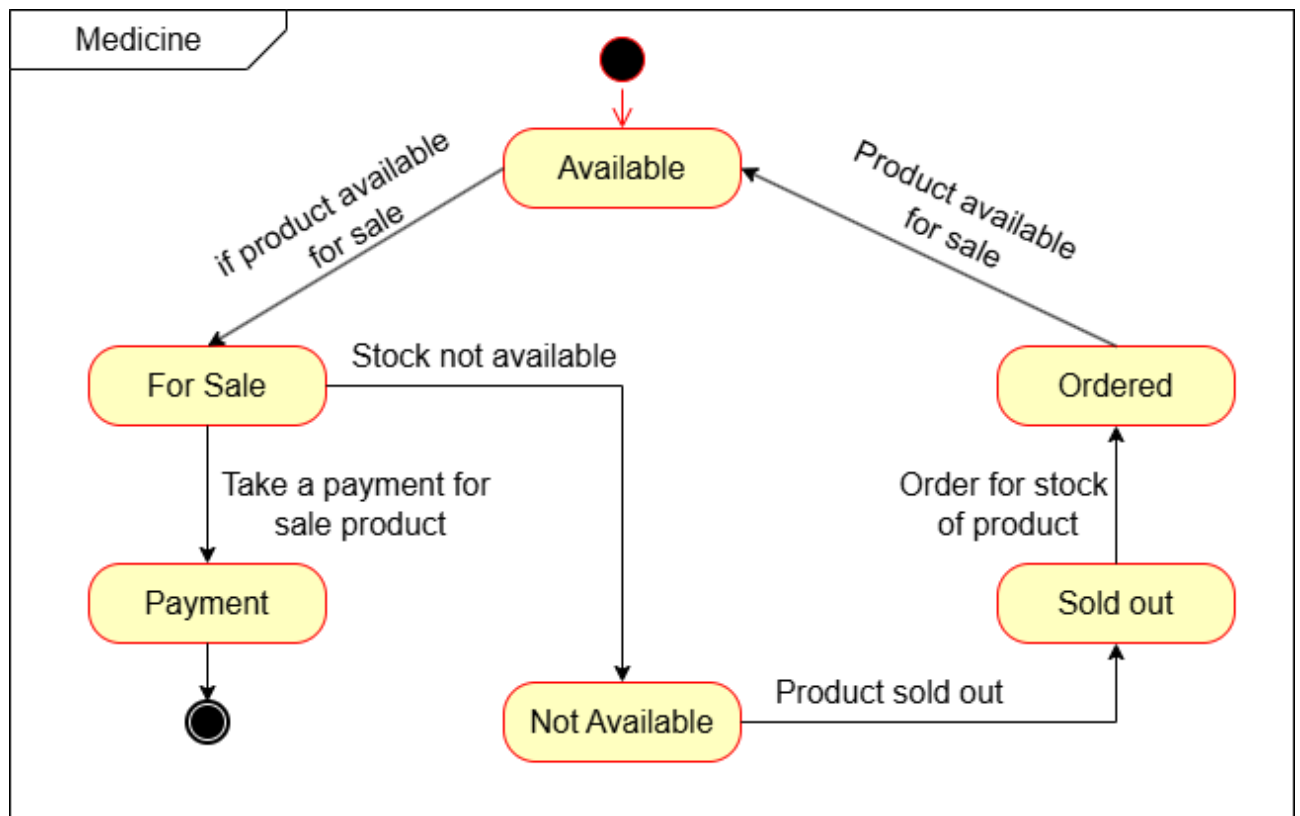 Medicine
Available
if product available
for sale
Product available
for sale
For Sale
Stock not available
Ordered
Take a payment for
sale product
Order for stock
of product
Payment
Sold out
Not Available
Product sold out